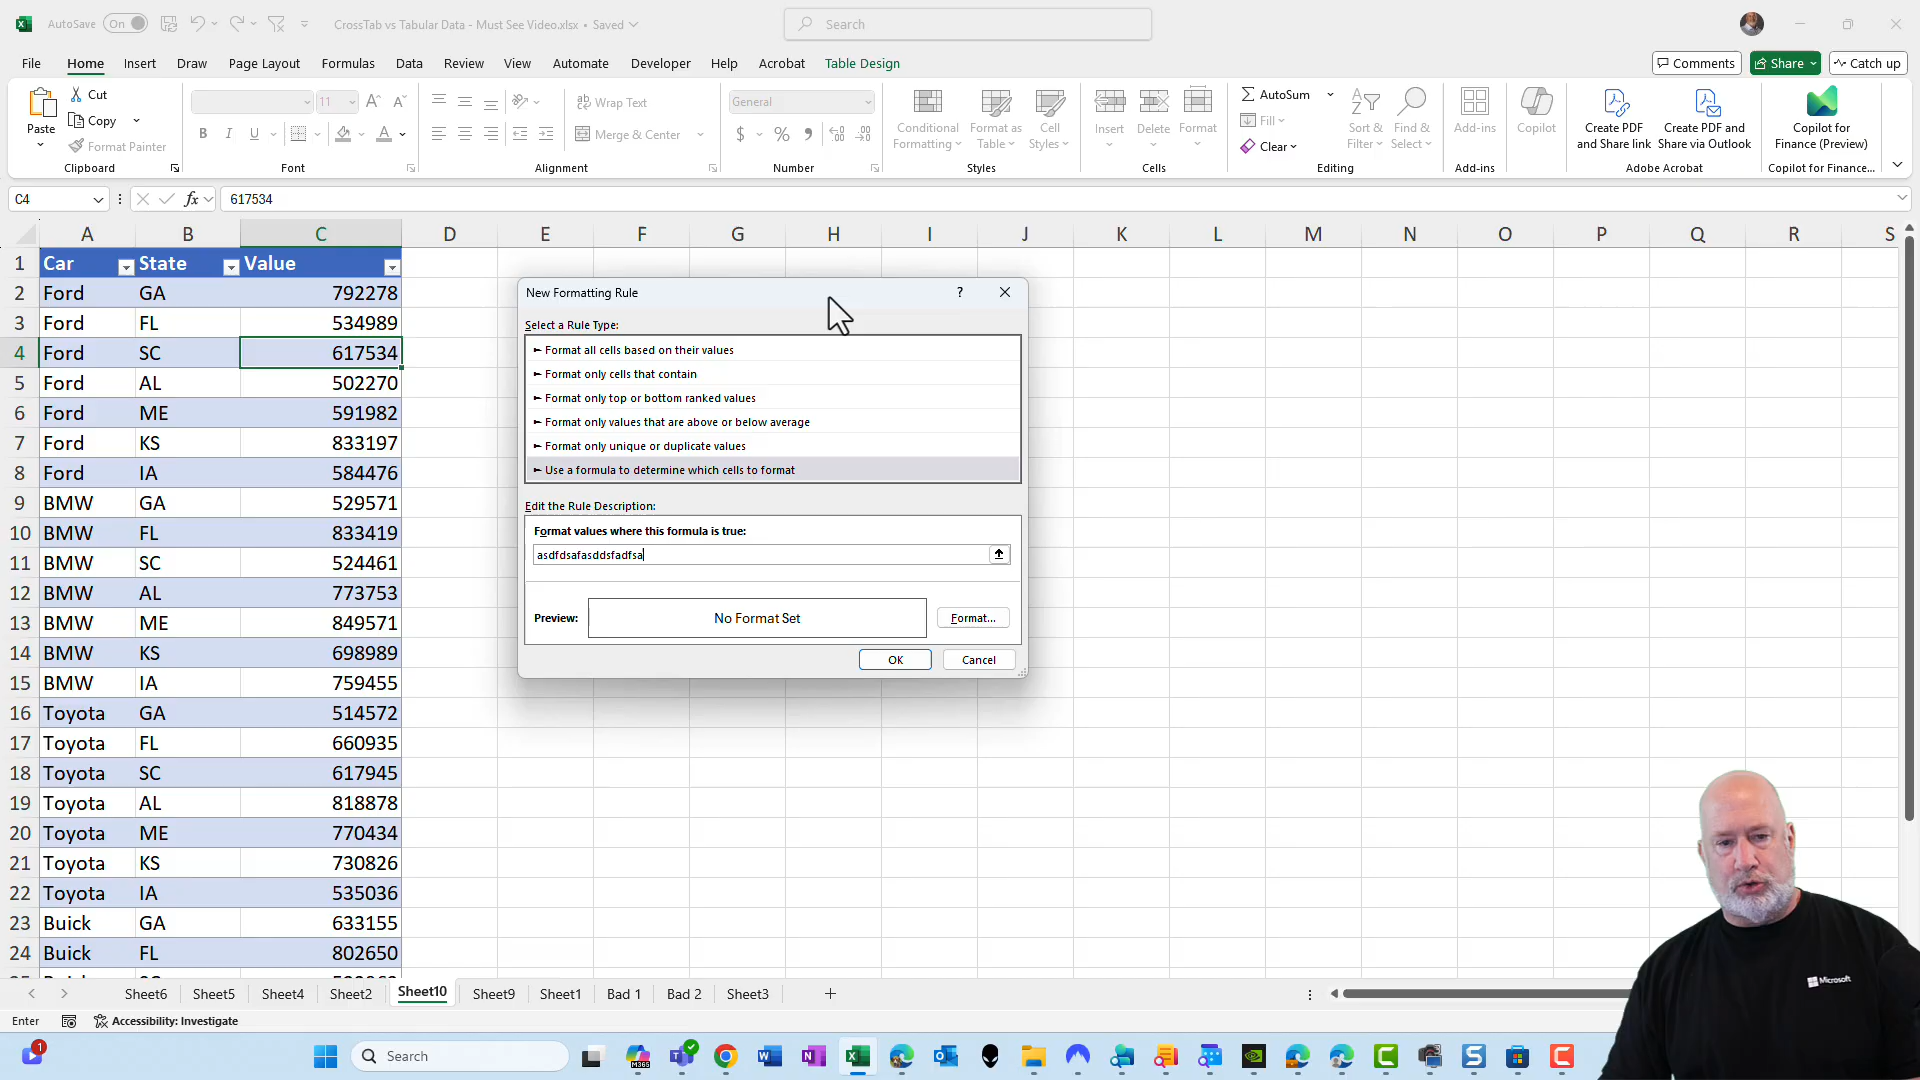 AutoSave On CrossTab vs Tabular Data - Must See Video.xlsx • Saved Search
File Home Insert Draw Page Layout Formulas Data Review View Automate Developer Help Acrobat Table Design Comments Share Catch up
Paste Cut Copy Format Painter Clipboard
11 B I U Font
Wrap Text Merge & Center Alignment
General $ % , Number
Conditional Formatting Format as Table Cell Styles Styles
Insert Delete Format Cells
AutoSum Fill Clear Sort & Filter Find & Select Editing
Add-ins Add-ins
Copilot
Create PDF and Share link Create PDF and Share via Outlook Adobe Acrobat
Copilot for Finance (Preview) Copilot for Finance...
C4 fx 617534
A B C D E F G H I J K L M N O P Q R S
1 Car State Value
2 Ford GA 792278
3 Ford FL 534989
4 Ford SC 617534
5 Ford AL 502270
6 Ford ME 591982
7 Ford KS 833197
8 Ford IA 584476
9 BMW GA 529571
10 BMW FL 833419
11 BMW SC 524461
12 BMW AL 773753
13 BMW ME 849571
14 BMW KS 698989
15 BMW IA 759455
16 Toyota GA 514572
17 Toyota FL 660935
18 Toyota SC 617945
19 Toyota AL 818878
20 Toyota ME 770434
21 Toyota KS 730826
22 Toyota IA 535036
23 Buick GA 633155
24 Buick FL 802650
New Formatting Rule ?
Select a Rule Type:
► Format all cells based on their values
► Format only cells that contain
► Format only top or bottom ranked values
► Format only values that are above or below average
► Format only unique or duplicate values
► Use a formula to determine which cells to format
Edit the Rule Description:
Format values where this formula is true:
asdfdsafasddsfadfsa
Preview: No Format Set Format...
OK Cancel
Microsoft
Sheet6 Sheet5 Sheet4 Sheet2 Sheet10 Sheet9 Sheet1 Bad 1 Bad 2 Sheet3
Enter Accessibility: Investigate
1 Search M365